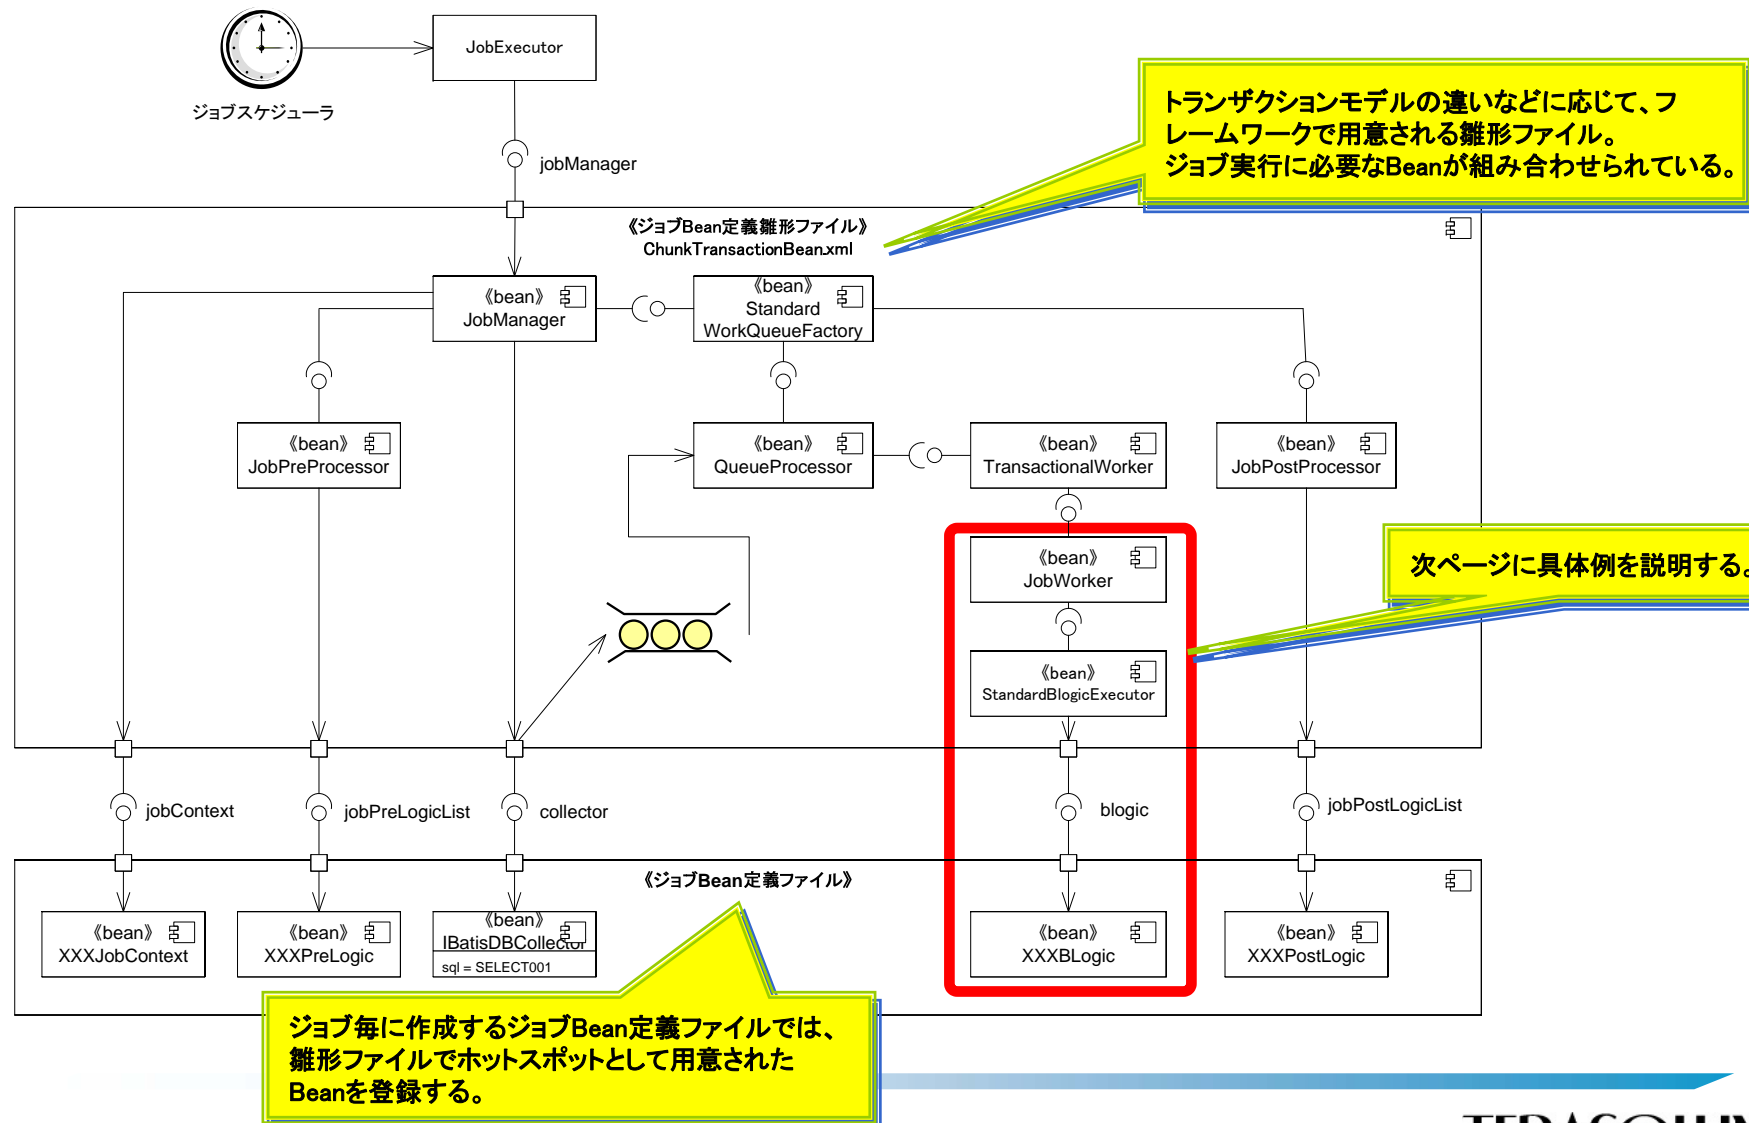 JobExecutor
ジョブスケジューラ
トランザクションモデルの違いなどに応じて、フ
レームワークで用意される雛形ファイル。
ジョブ実行に必要なBeanが組み合わせられている。
jobManager
《ジョブBean定義雛形ファイル》
ChunkTransactionBean.xml
《bean》
JobManager
《bean》
Standard
WorkQueueFactory
《bean》
JobPreProcessor
《bean》
QueueProcessor
《bean》
TransactionalWorker
《bean》
JobPostProcessor
《bean》
JobWorker
次ページに具体例を説明する。
《bean》
StandardBlogicExecutor
jobContext
jobPreLogicList
collector
blogic
jobPostLogicList
《ジョブBean定義ファイル》
《bean》
XXXJobContext
《bean》
XXXPreLogic
《bean》
IBatisDBCollector
sql = SELECT001
《bean》
XXXBLogic
《bean》
XXXPostLogic
ジョブ毎に作成するジョブBean定義ファイルでは、
雛形ファイルでホットスポットとして用意された
Beanを登録する。